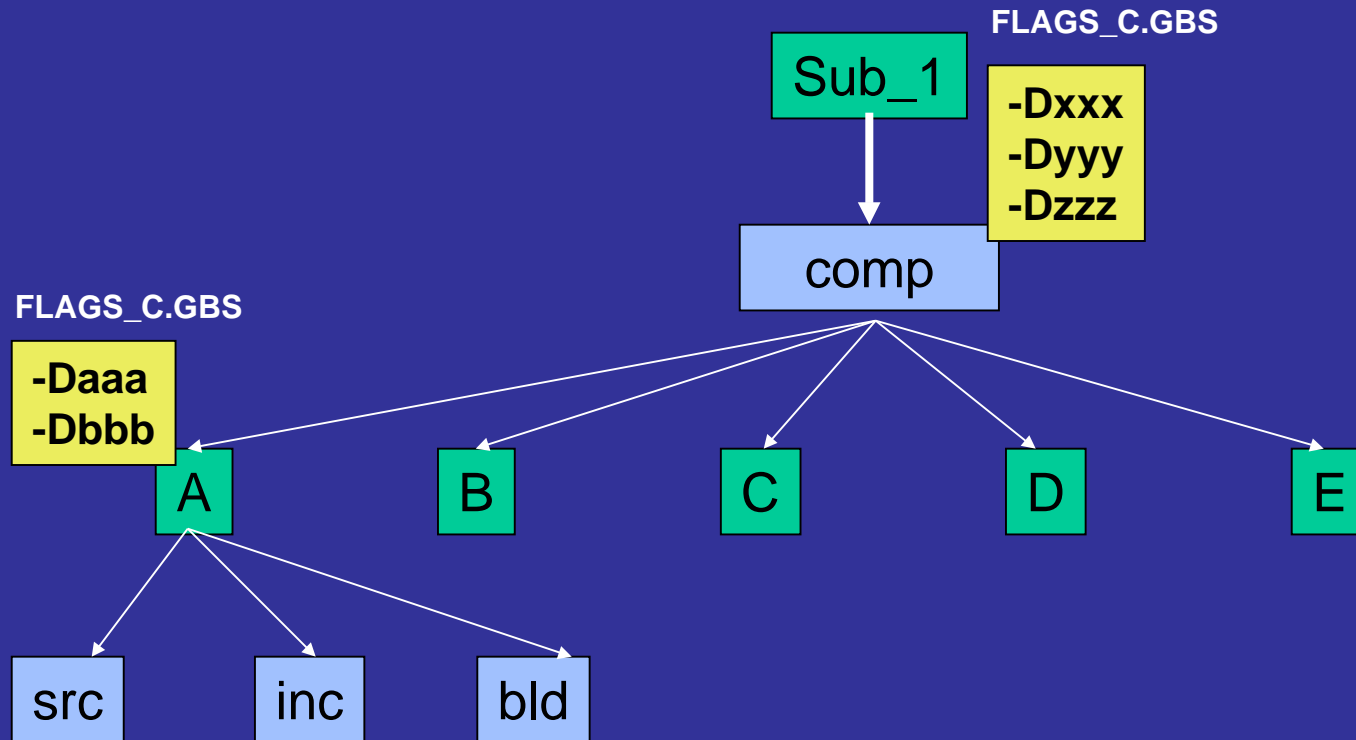 FLAGS_C.GBS
Sub_1
-Dxxx
-Dyyy
-Dzzz
comp
FLAGS_C.GBS
-Daaa
-Dbbb
A
B
C
D
E
src
inc
bld